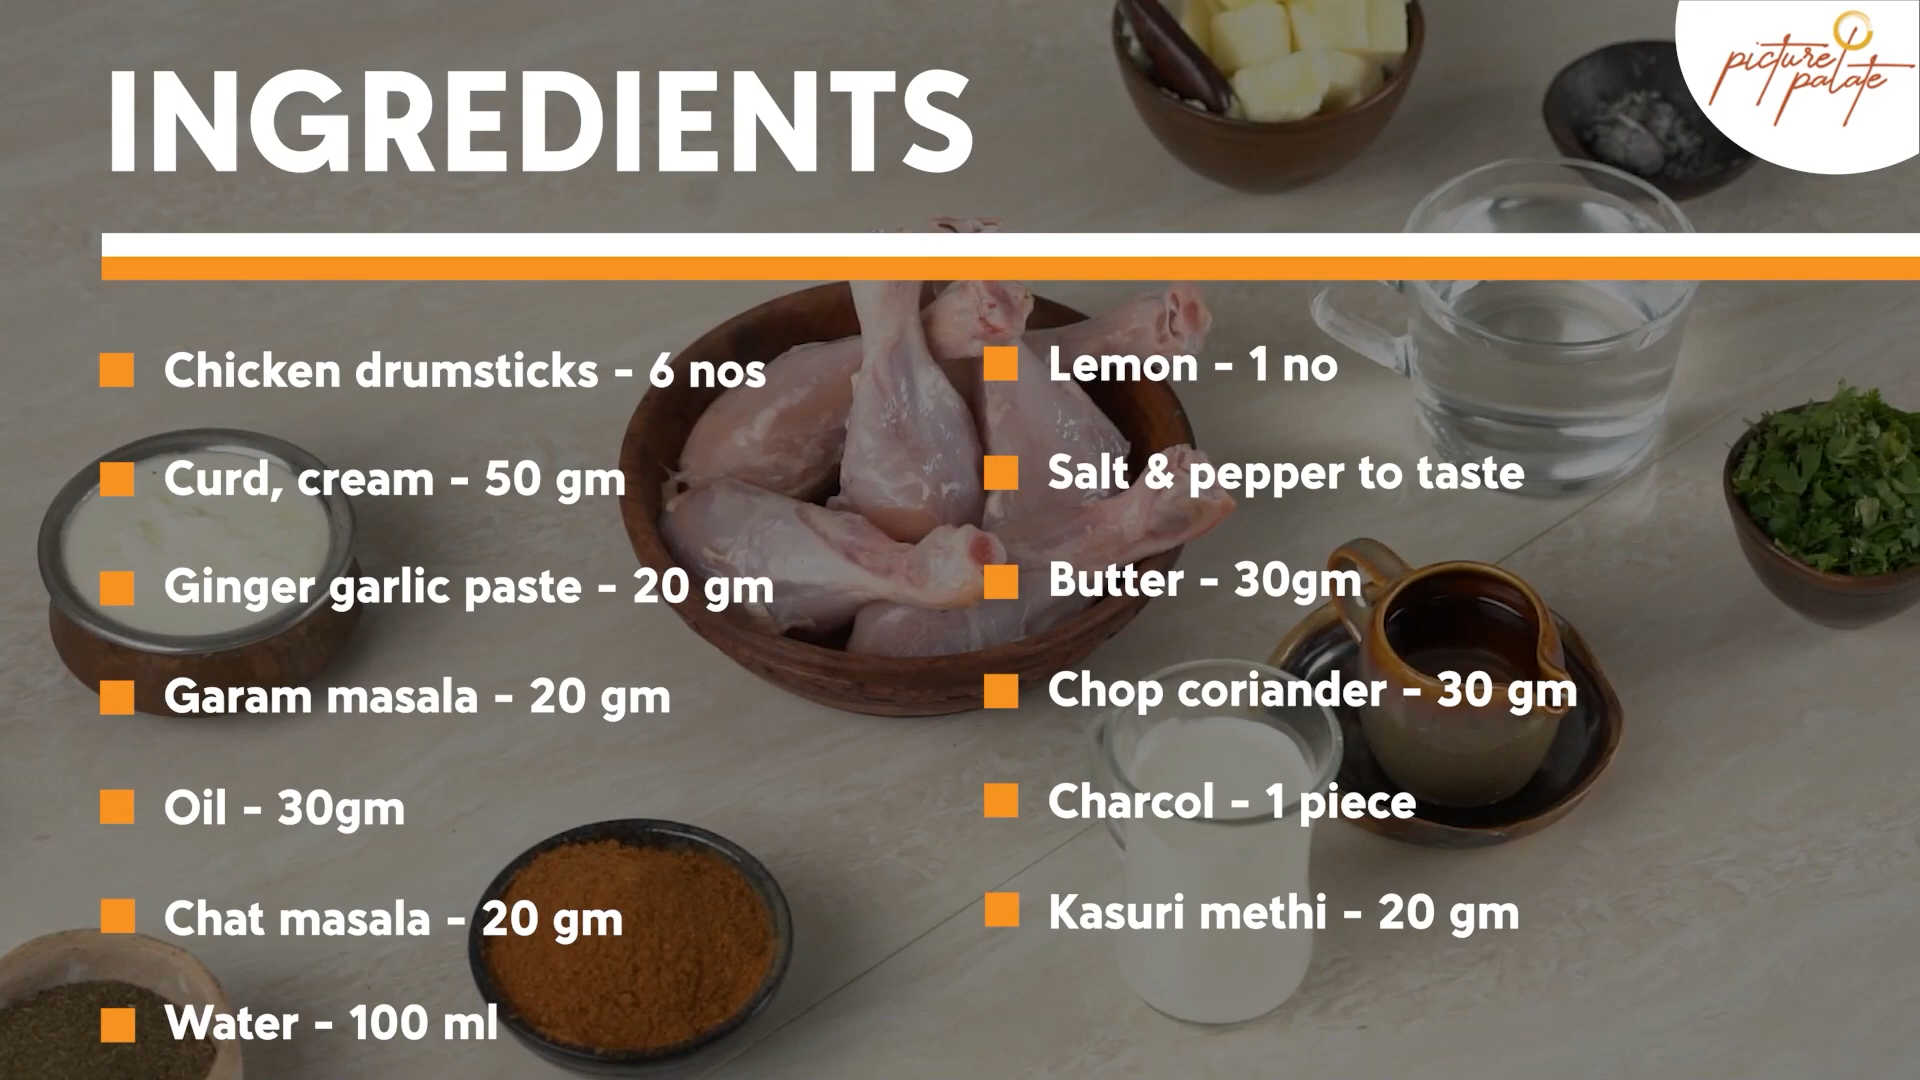 INGREDIENTS
picture
palate
Chicken drumsticks - 6 nos
Curd, cream - 50 gm
Ginger garlic paste - 20 gm
Garam masala - 20 gm
Oil - 30gm
Chat masala - 20 gm
Water - 100 ml
Lemon - 1 no
Salt & pepper to taste
Butter - 30gm
Chop coriander - 30 gm
Charcol - 1 piece
Kasuri methi - 20 gm